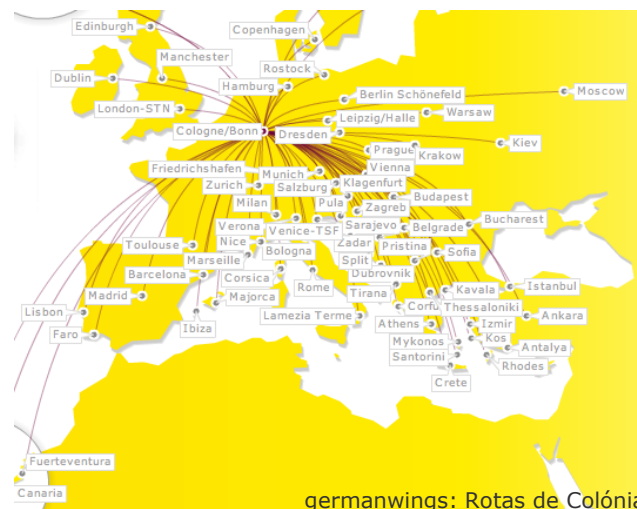 Edinburgh
Copenhagen
Manchester
Dublin
Rostock
Hamburg
Moscow
Berlin Schönefeld
London-STN
Warsaw
Leipzig/Halle
Cologne/Bonn
Dresden
Kiev
Prague
Krakow
Friedrichshafen
Vienna
Munich
Zurich
Salzburg
Klagenfurt
Budapest
Milan
Pula
Zagreb
Bucharest
Verona
Sarajevo
Belgrade
Venice-TSF
Toulouse
Nice
Zadar
Pristina
Bologna
Sofia
Marseille
Split
Barcelona
Corsica
Dubrovnik
Rome
Istanbul
Kavala
Madrid
Majorca
Tirana
Corfu
Thessaloniki
Lisbon
Lamezia Terme
Ankara
Ibiza
Athens
Izmir
Faro
Mykonos
Kos
Antalya
Santorini
Rhodes
Crete
Fuerteventura
Canaria
germanwings: Rotas de Colónia